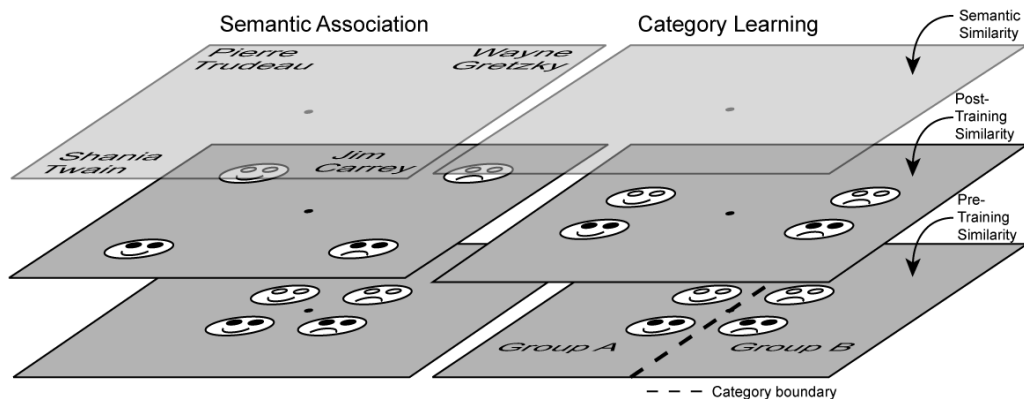 Semantic Association
Category Learning
Semantic
Similarity
Pierre
Trudeau
Wayne
Gretzky
Post-
Training
Similarity
Shania
Twain
Jim
Carrey
Pre-
Training
Similarity
Group A
Group B
Category boundary